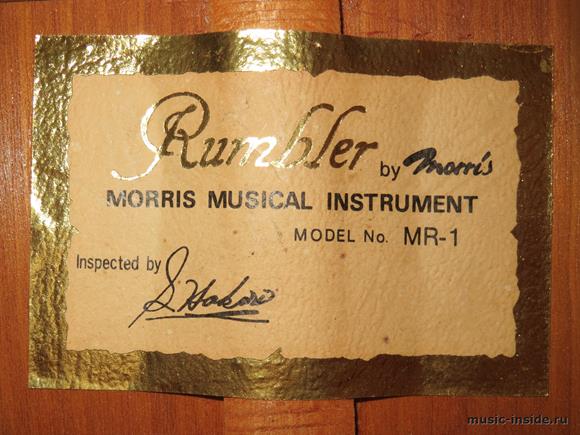 Rumbler by Morris
MORRIS MUSICAL INSTRUMENT
MODEL No. MR-1
Inspected by
music-inside.ru